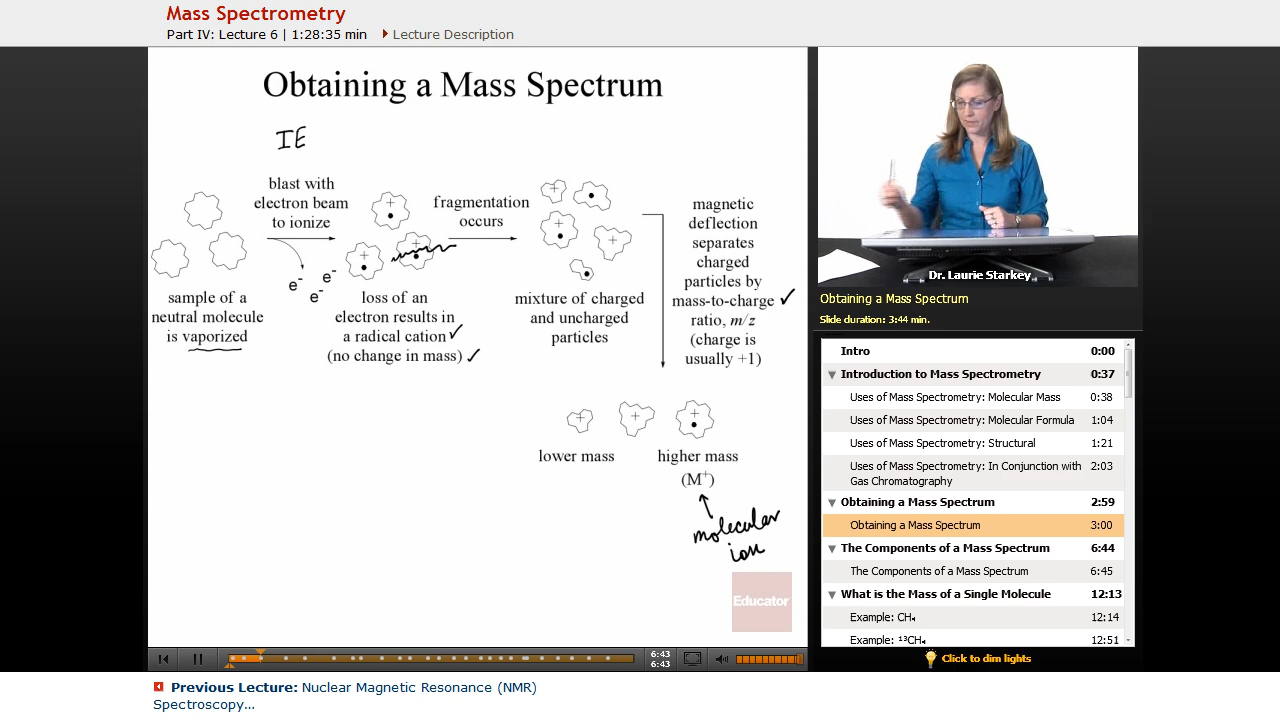 Mass Spectrometry
Part IV: Lecture 6 | 1:28:35 min
Lecture Description
Obtaining a Mass Spectrum
IE
blast with
electron beam
to ionize
fragmentation
occurs
magnetic
deflection
separates
charged
particles by
mass-to-charge ✓
ratio, m/z
(charge is
usually +1)
e⁻
e⁻
e⁻
sample of a
neutral molecule
is vaporized
loss of an
electron results in
a radical cation ✓
(no change in mass) ✓
mixture of charged
and uncharged
particles
lower mass
higher mass
(M⁺)
molecular
ion
Educator
6:43
6:43
Dr. Laurie Starkey
Obtaining a Mass Spectrum
Slide duration: 3:44 min.
Intro 0:00
Introduction to Mass Spectrometry 0:37
Uses of Mass Spectrometry: Molecular Mass 0:38
Uses of Mass Spectrometry: Molecular Formula 1:04
Uses of Mass Spectrometry: Structural 1:21
Uses of Mass Spectrometry: In Conjunction with 2:03
Gas Chromatography
Obtaining a Mass Spectrum 2:59
Obtaining a Mass Spectrum 3:00
The Components of a Mass Spectrum 6:44
The Components of a Mass Spectrum 6:45
What is the Mass of a Single Molecule 12:13
Example: CH₄ 12:14
Example: ¹³CH₄ 12:51
Click to dim lights
Previous Lecture: Nuclear Magnetic Resonance (NMR)
Spectroscopy...